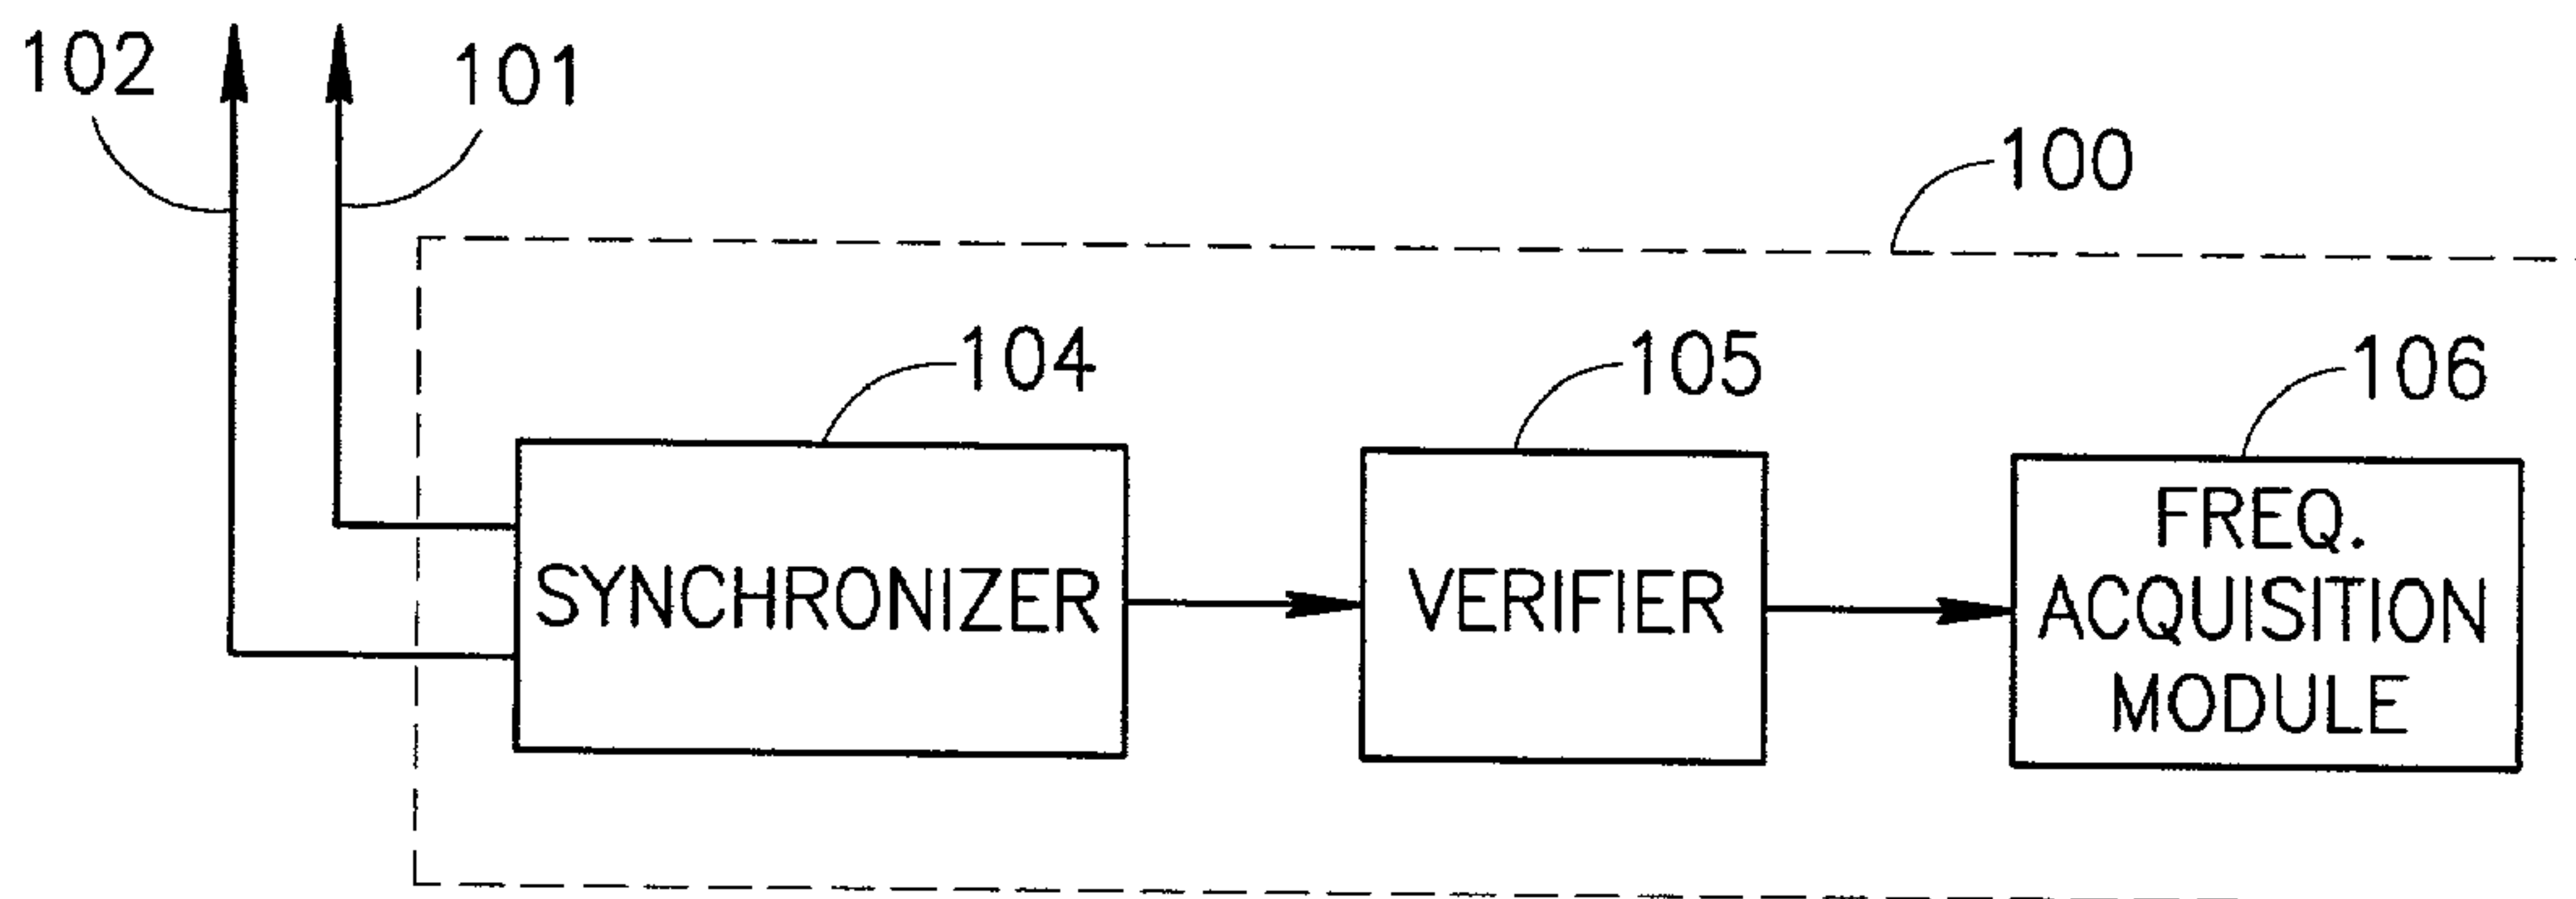 102
101
100
104
105
106
SYNCHRONIZER
VERIFIER
FREQ.
ACQUISITION
MODULE